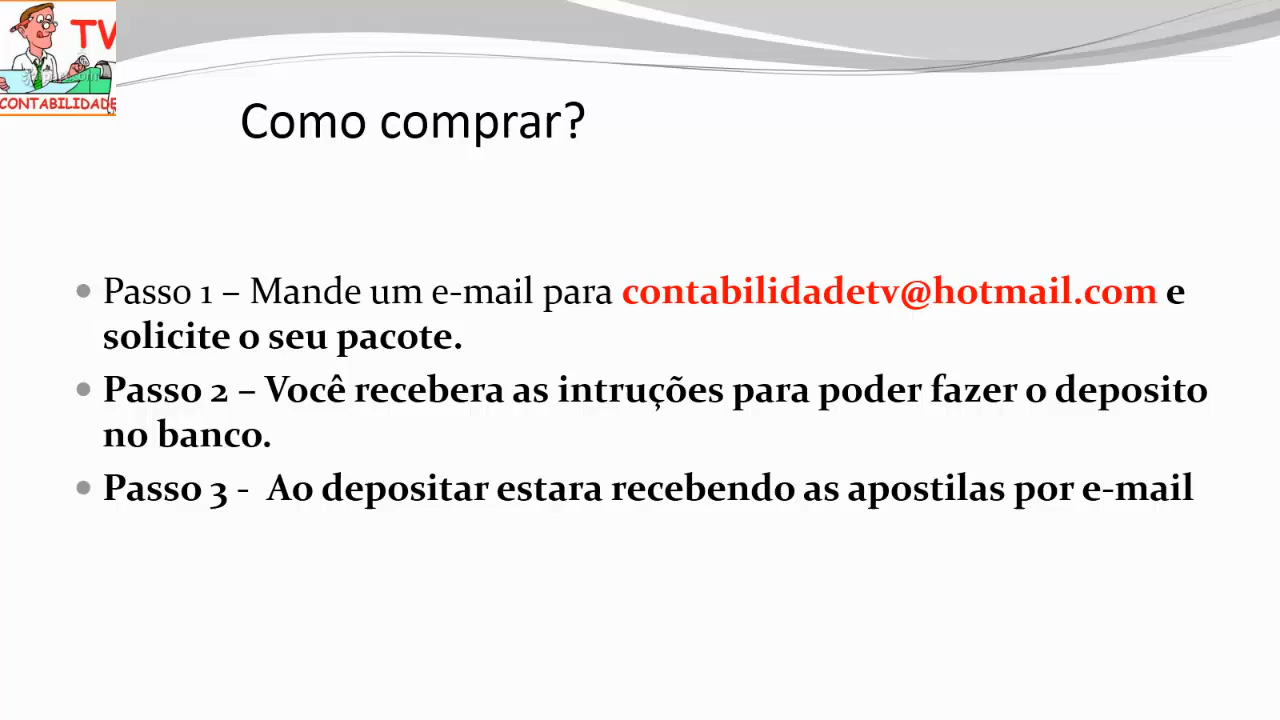 TV
CONTABILIDADE
Como comprar?
Passo 1 – Mande um e-mail para contabilidadetv@hotmail.com e
solicite o seu pacote.
Passo 2 – Você recebera as intruções para poder fazer o deposito
no banco.
Passo 3 - Ao depositar estara recebendo as apostilas por e-mail